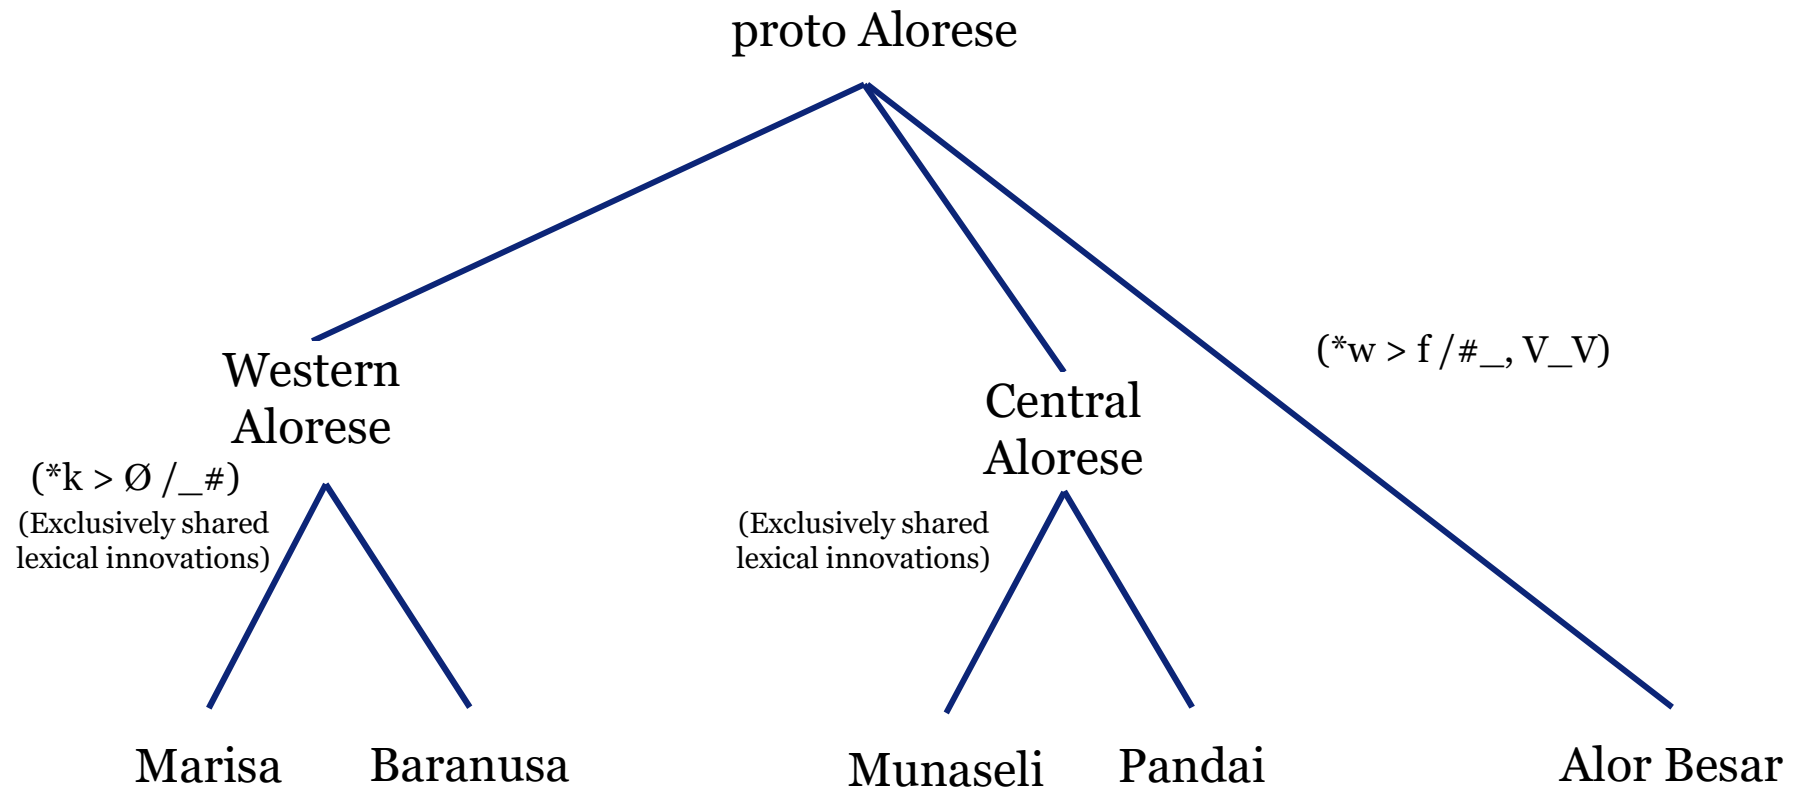 proto Alorese
(*w > f /#_, V_V)
Western
Alorese
Central
Alorese
(*k > Ø /_#)
(Exclusively shared
lexical innovations)
(Exclusively shared
lexical innovations)
Marisa
Baranusa
Munaseli
Pandai
Alor Besar